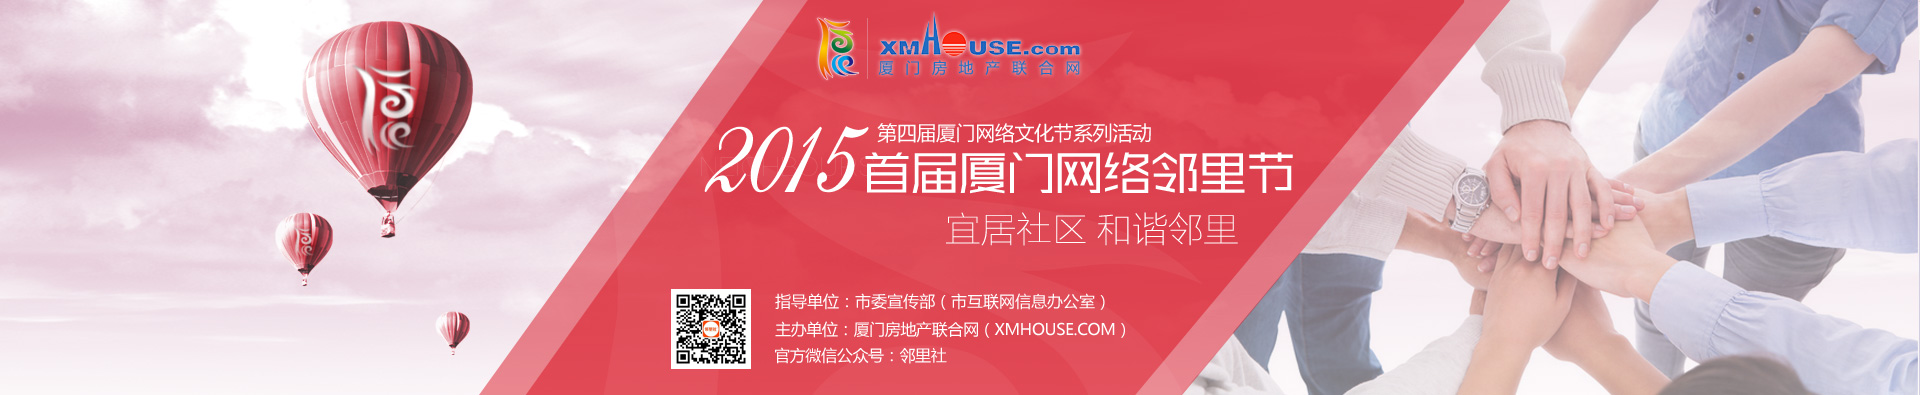 XMHOUSE.com
厦门房地产联合网
第四届厦门网络文化节系列活动
2015首届厦门网络邻里节
宜居社区 和谐邻里
指导单位：市委宣传部（市互联网信息办公室）
主办单位：厦门房地产联合网（XMHOUSE.COM）
官方微信公众号：邻里社